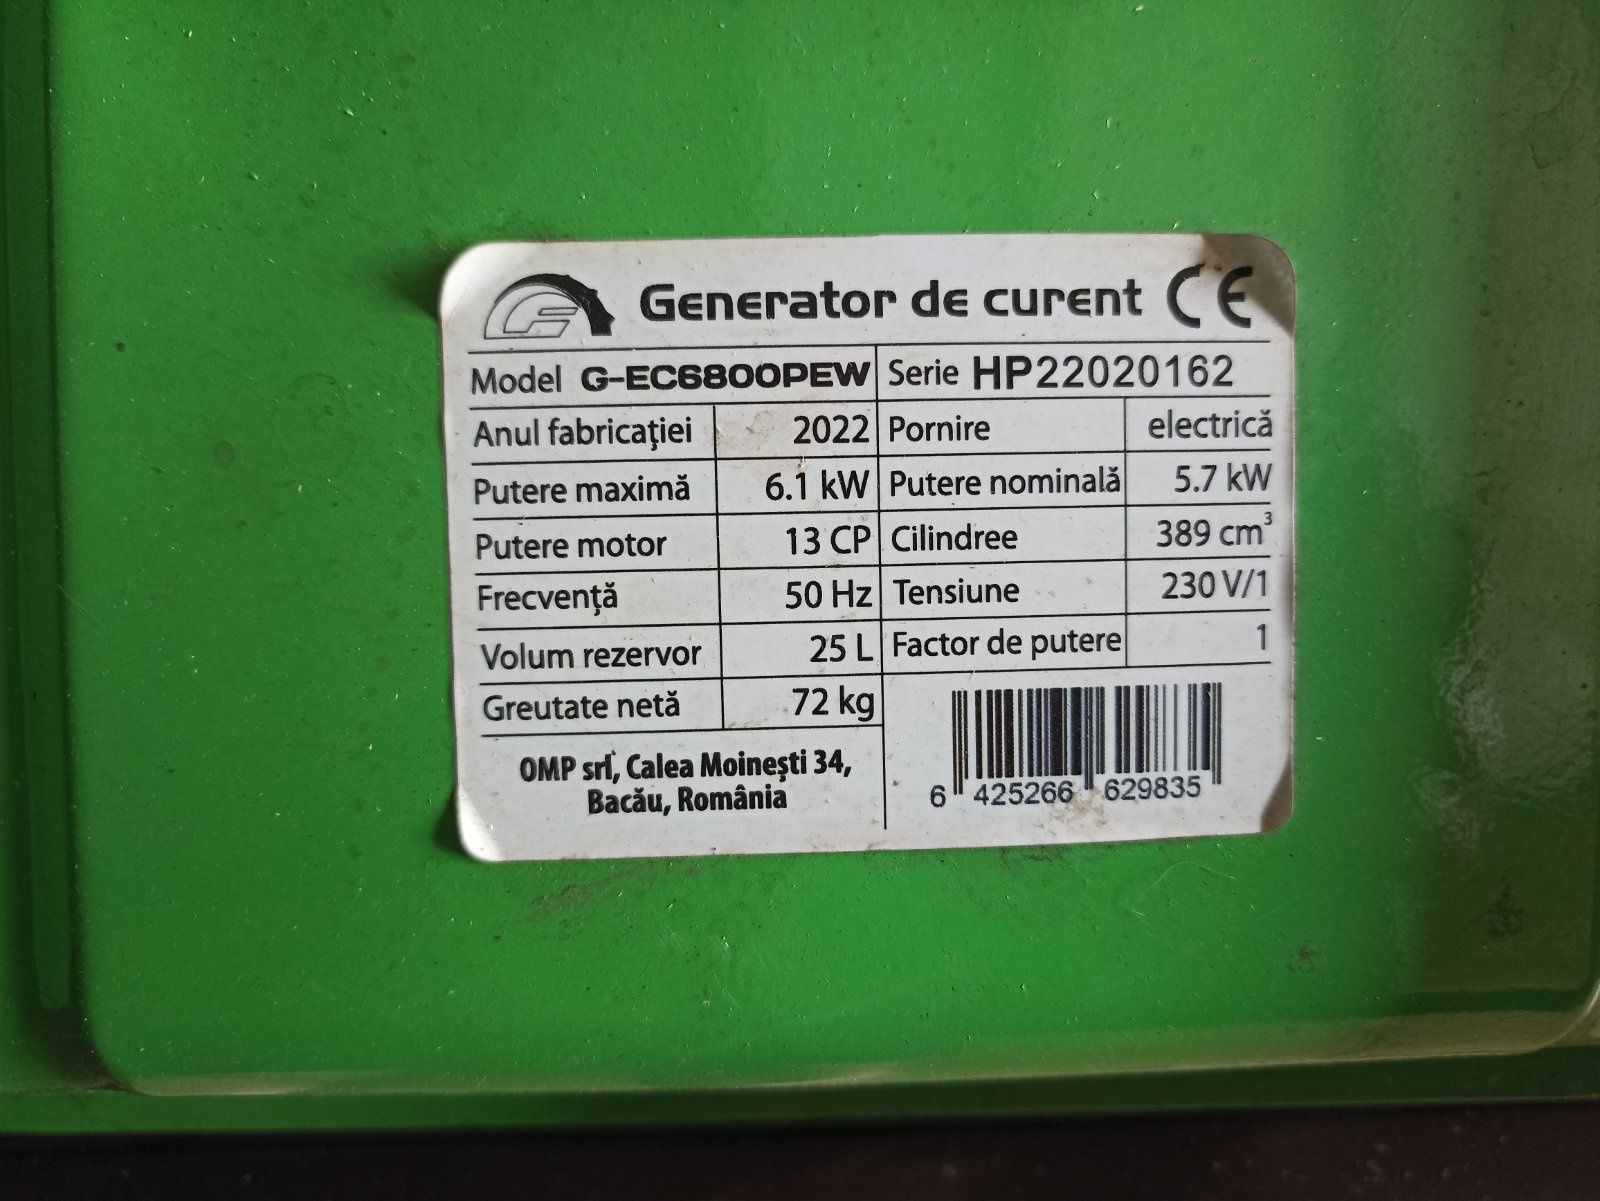 Generator de curent CE
Model G-EC6800PEW Serie HP22020162
Anul fabricației 2022 Pornire electrică
Putere maximă 6.1 kW Putere nominală 5.7 kW
Putere motor 13 CP Cilindree 389 cm³
Frecvență 50 Hz Tensiune 230 V/1
Volum rezervor 25 L Factor de putere 1
Greutate netă 72 kg
OMP srl, Calea Moinești 34,
Bacău, România
6 425266 629835